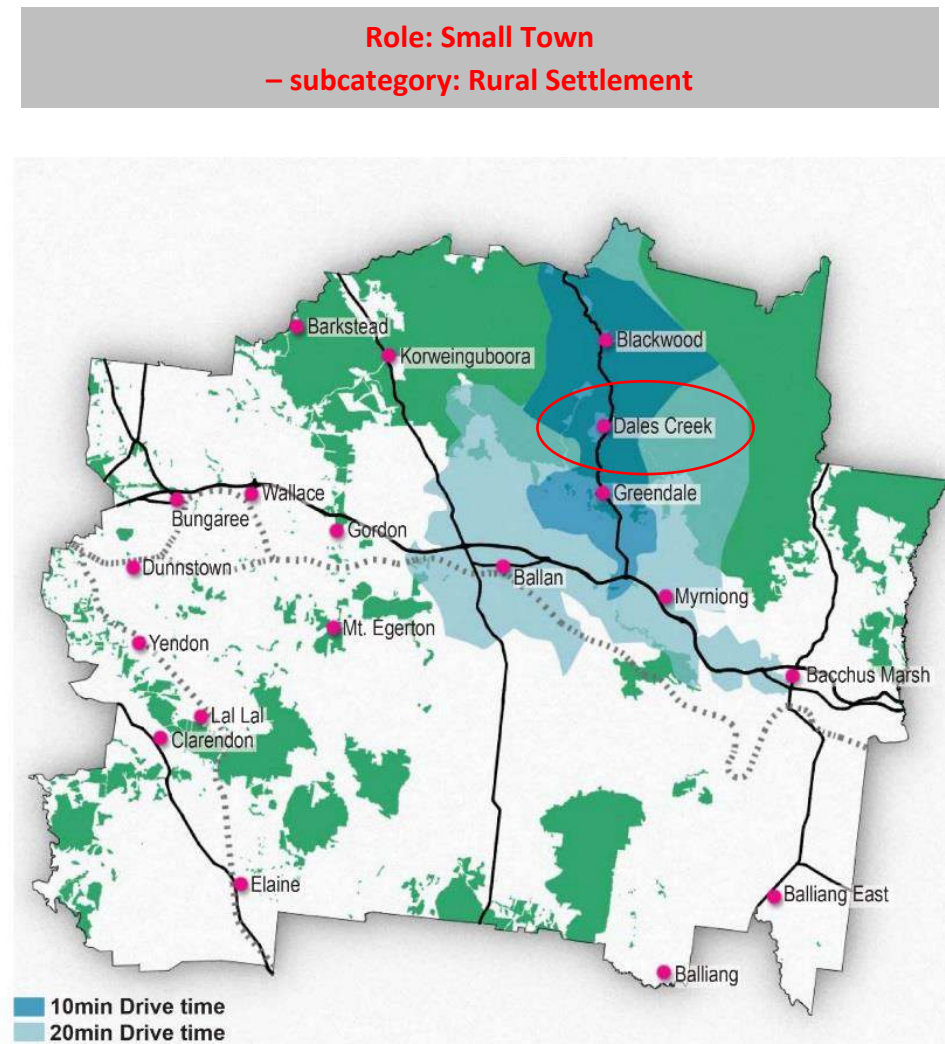 Role: Small Town
– subcategory: Rural Settlement
Barkstead
Korweinguboora
Blackwood
Dales Creek
Greendale
Wallace
Bungaree
Gordon
Dunnstown
Ballan
Myrniong
Mt. Egerton
Yendon
Bacchus Marsh
Lal Lal
Clarendon
Elaine
Balliang East
Balliang
10min Drive time
20min Drive time